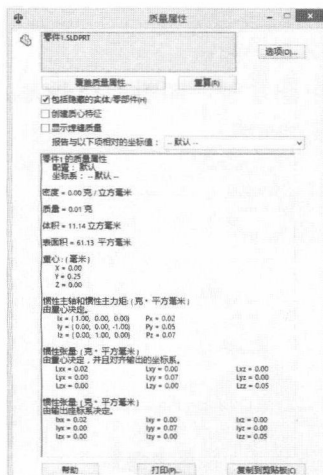 质量属性
零件1.SLDPRT
选项(O)...
覆盖质量属性...
重算(R)
包括隐藏的实体/零部件(H)
创建质心特征
显示焊缝质量
报告与以下项相对的坐标值： -- 默认 --
零件1 的质量属性
配置： 默认
坐标系： -- 默认 --
密度 = 0.00 克 / 立方毫米
质量 = 0.01 克
体积 = 11.14 立方毫米
表面积 = 61.13 平方毫米
重心 : ( 毫米 )
X = 0.00
Y = 0.25
Z = 0.00
惯性主轴和惯性主力矩: ( 克 * 平方毫米 )
由重心决定。
Ix = ( 1.00, 0.00, 0.00) Px = 0.02
Iy = ( 0.00, 0.00, -1.00) Py = 0.05
Iz = ( 0.00, 1.00, 0.00) Pz = 0.07
惯性张量: ( 克 * 平方毫米 )
由重心决定，并且对齐输出的坐标系。
Lxx = 0.02 Lxy = 0.00 Lxz = 0.00
Lyx = 0.00 Lyy = 0.07 Lyz = 0.00
Lzx = 0.00 Lzy = 0.00 Lzz = 0.05
惯性张量: ( 克 * 平方毫米 )
由输出座标系决定。
Ixx = 0.02 Ixy = 0.00 Ixz = 0.00
Iyx = 0.00 Iyy = 0.07 Iyz = 0.00
Izx = 0.00 Izy = 0.00 Izz = 0.05
帮助
打印(P)...
复制到剪贴板(C)